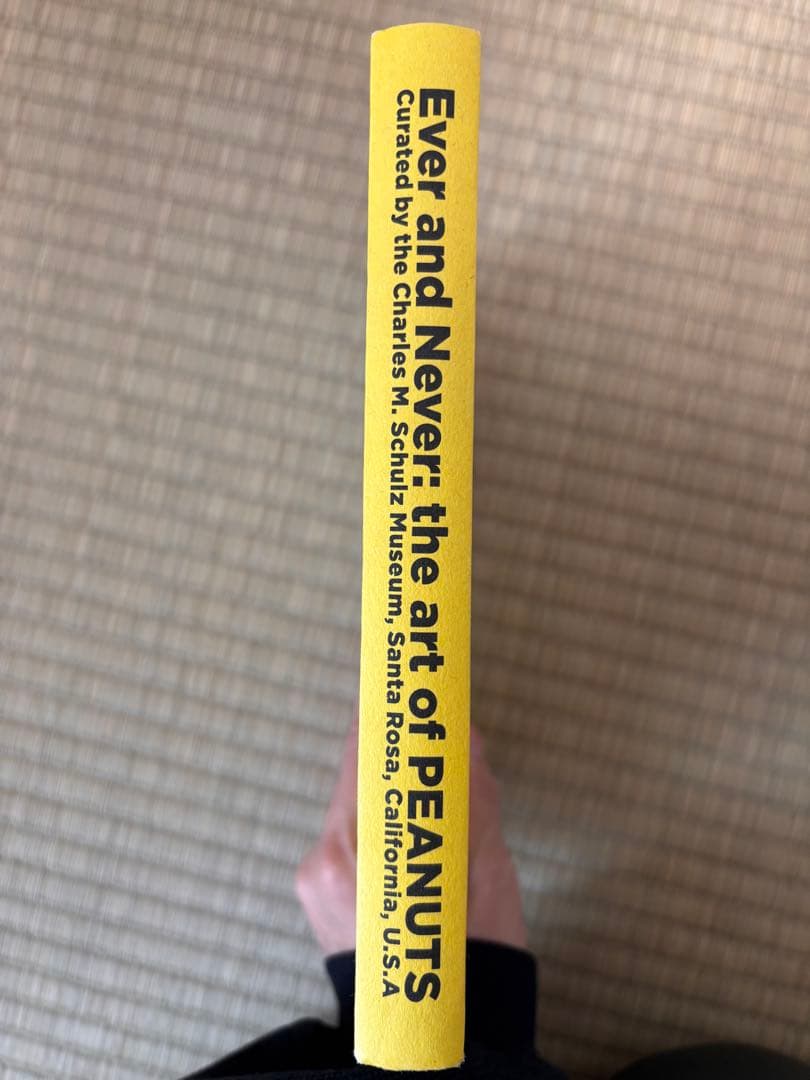 Ever and Never: the art of PEANUTS
Curated by the Charles M. Schulz Museum, Santa Rosa, California, U.S.A